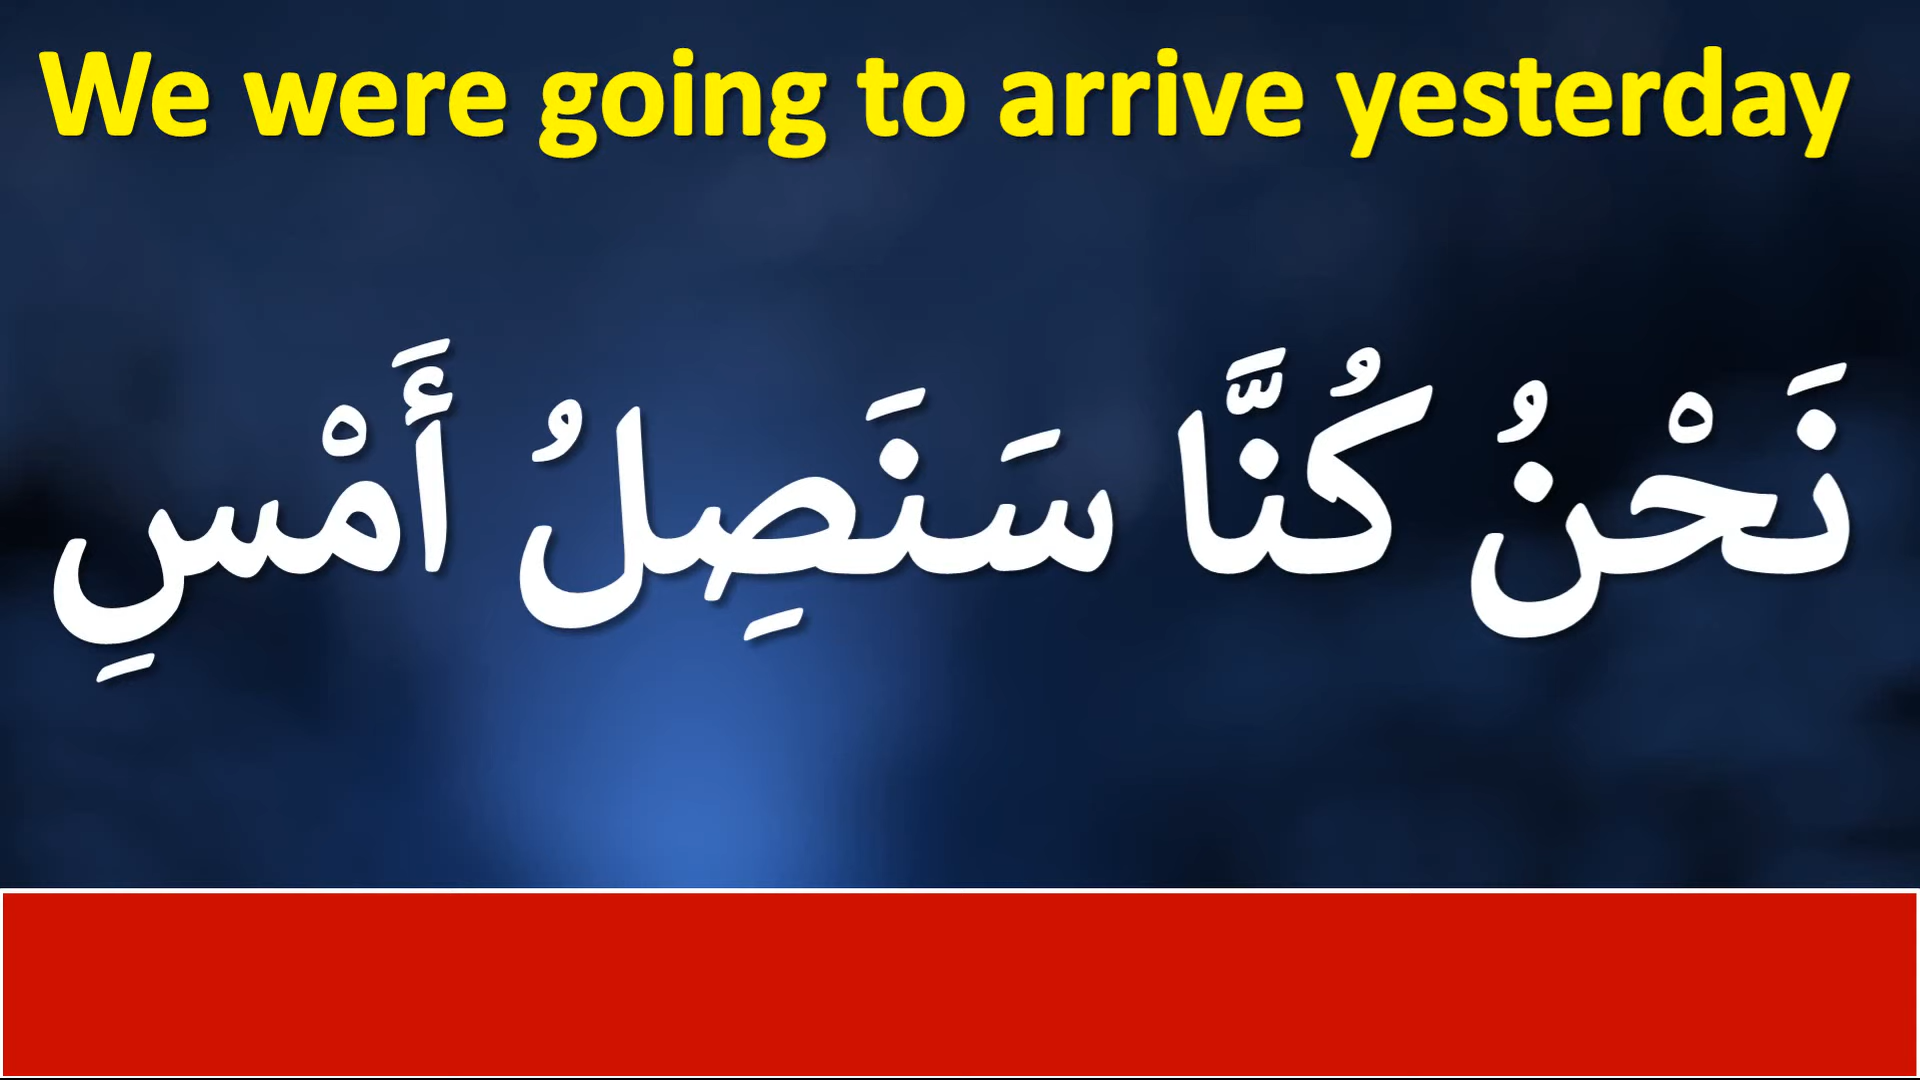 We were going to arrive yesterday
نَحْنُ كُنَّا سَنَصِلُ أَمْسِ